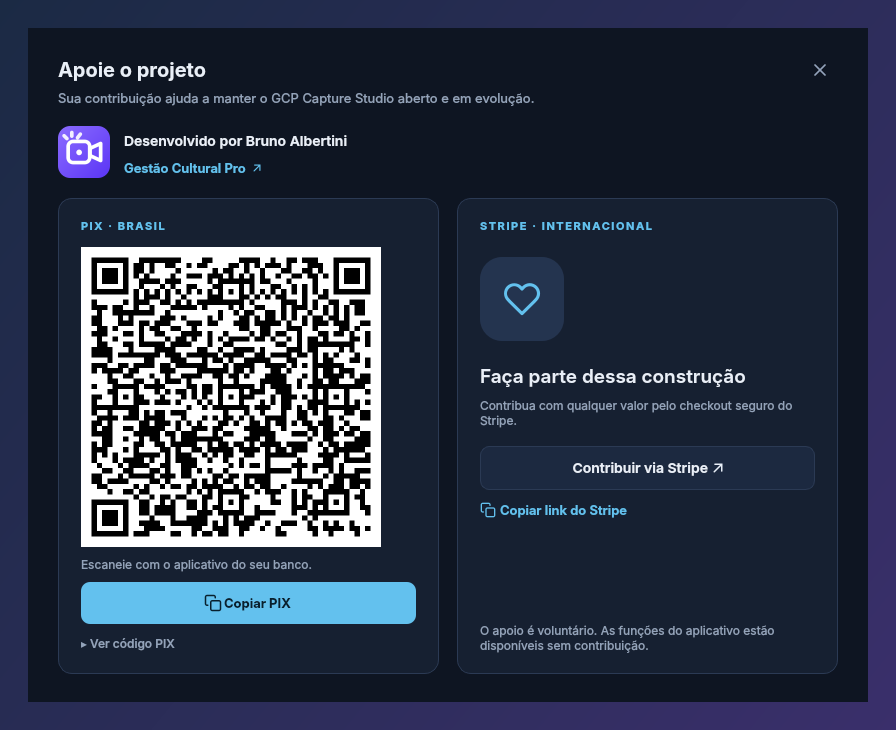 Apoie o projeto
Sua contribuição ajuda a manter o GCP Capture Studio aberto e em evolução.
Desenvolvido por Bruno Albertini
Gestão Cultural Pro ↗
PIX · BRASIL
Escaneie com o aplicativo do seu banco.
Copiar PIX
▸ Ver código PIX
STRIPE · INTERNACIONAL
Faça parte dessa construção
Contribua com qualquer valor pelo checkout seguro do
Stripe.
Contribuir via Stripe ↗
Copiar link do Stripe
O apoio é voluntário. As funções do aplicativo estão
disponíveis sem contribuição.